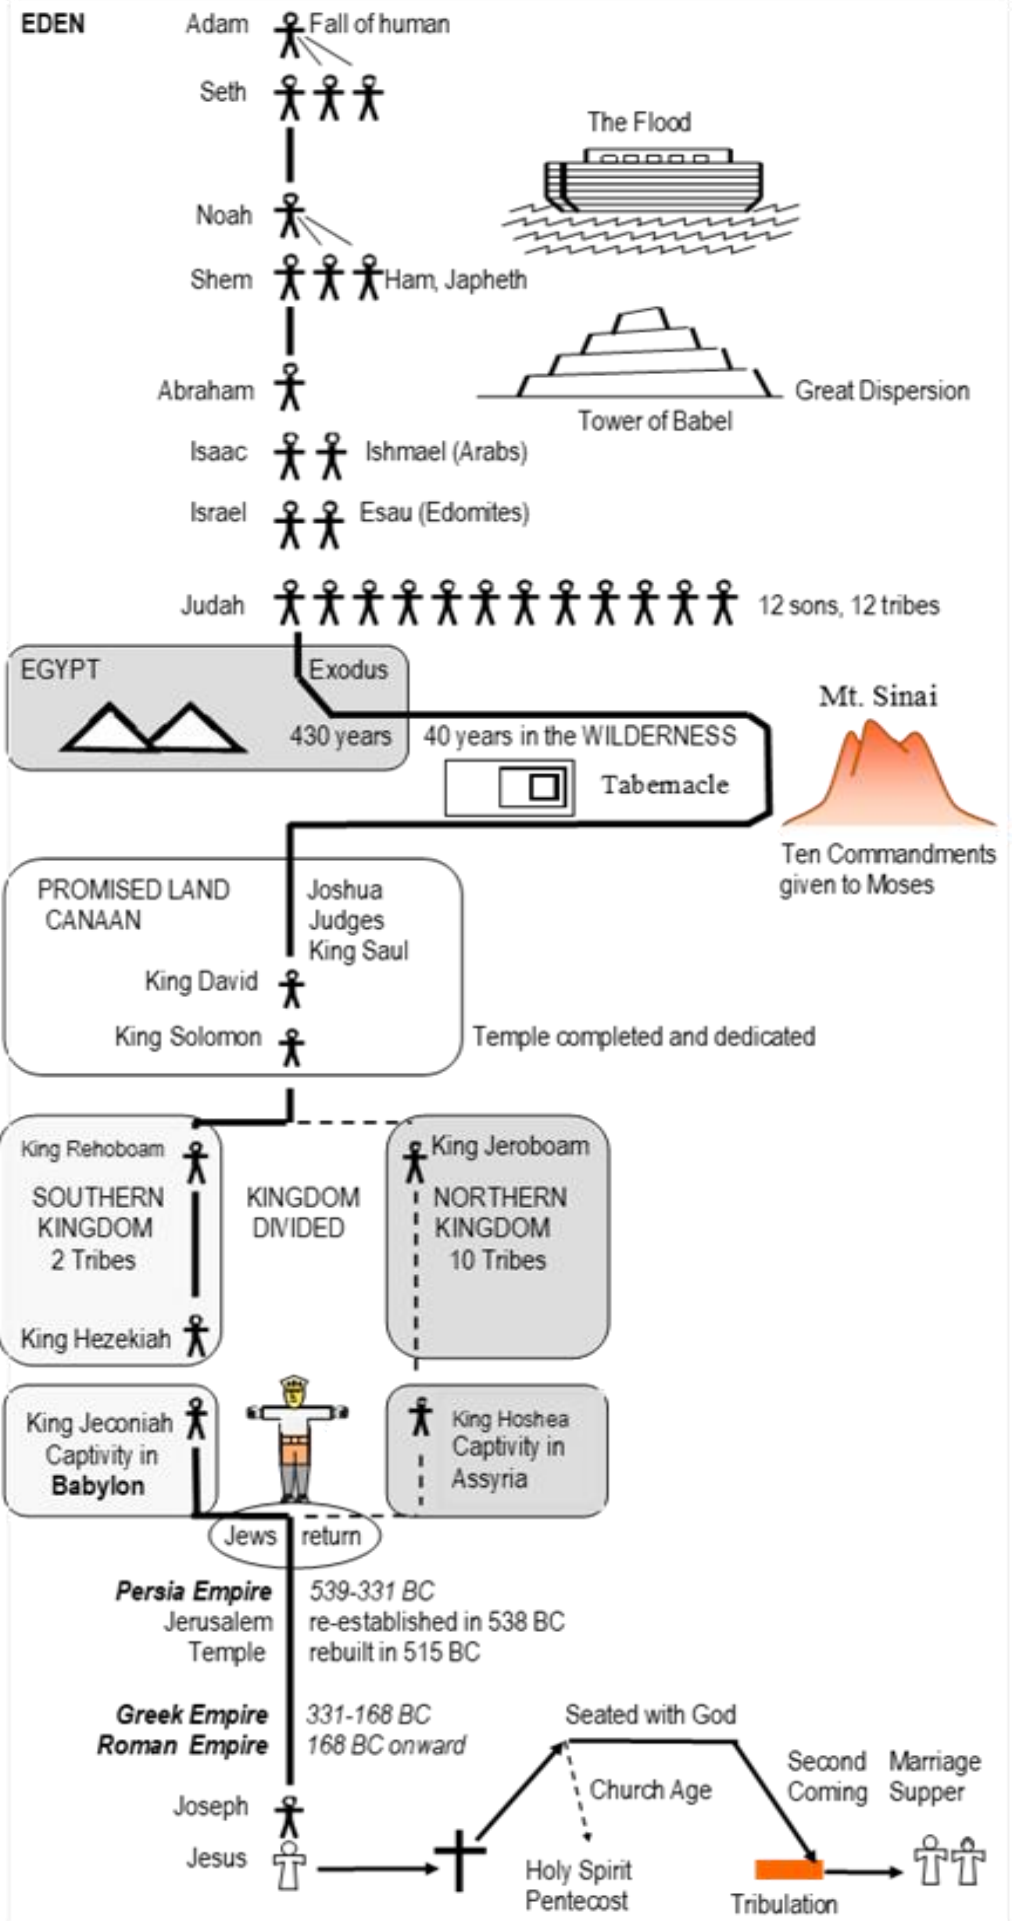 EDEN
Adam
Fall of human
Seth
The Flood
Noah
Shem
Ham, Japheth
Abraham
Great Dispersion
Tower of Babel
Isaac
Ishmael (Arabs)
Israel
Esau (Edomites)
Judah
12 sons, 12 tribes
EGYPT
Exodus
430 years
40 years in the WILDERNESS
Tabernacle
Mt. Sinai
Ten Commandments
given to Moses
PROMISED LAND
CANAAN
Joshua
Judges
King Saul
King David
King Solomon
Temple completed and dedicated
King Rehoboam
SOUTHERN
KINGDOM
2 Tribes
King Hezekiah
KINGDOM
DIVIDED
King Jeroboam
NORTHERN
KINGDOM
10 Tribes
King Jeconiah
Captivity in
Babylon
King Hoshea
Captivity in
Assyria
Jews return
Persia Empire 539-331 BC
Jerusalem re-established in 538 BC
Temple rebuilt in 515 BC
Greek Empire 331-168 BC
Roman Empire 168 BC onward
Joseph
Jesus
Seated with God
Church Age
Holy Spirit
Pentecost
Second
Coming
Marriage
Supper
Tribulation